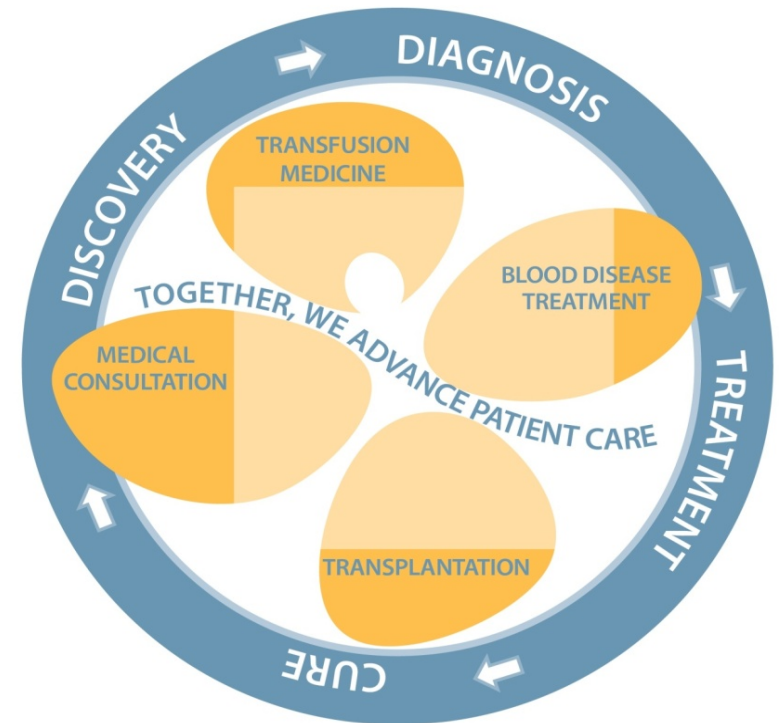 DISCOVERY
DIAGNOSIS
TREATMENT
CURE
TRANSFUSION
MEDICINE
BLOOD DISEASE
TREATMENT
TOGETHER, WE ADVANCE PATIENT CARE
MEDICAL
CONSULTATION
TRANSPLANTATION